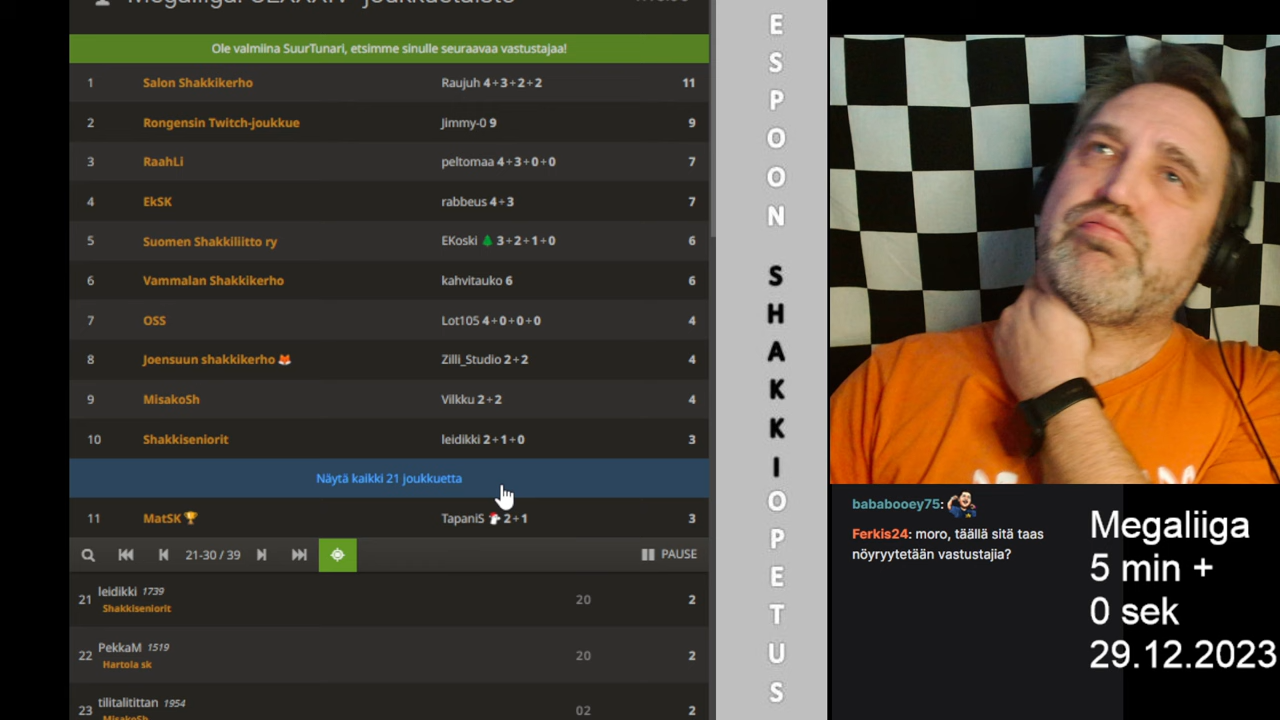 Ole valmiina SuurTunari, etsimme sinulle seuraavaa vastustajaa!
1 Salon Shakkikerho Raujuh 4+3+2+2 11
2 Rongensin Twitch-joukkue Jimmy-0 9 9
3 RaahLi peltomaa 4+3+0+0 7
4 EkSK rabbeus 4+3 7
5 Suomen Shakkiliitto ry EKoski 🌲 3+2+1+0 6
6 Vammalan Shakkikerho kahvitauko 6 6
7 OSS Lot105 4+0+0+0 4
8 Joensuun shakkikerho 🦊 Zilli_Studio 2+2 4
9 MisakoSh Vilkku 2+2 4
10 Shakkiseniorit leidikki 2+1+0 3
Näytä kaikki 21 joukkuetta
11 MatSK 🏆 TapaniS 2+1 3
21-30 / 39 PAUSE
21 leidikki 1739 20 2
Shakkiseniorit
22 PekkaM 1519 20 2
Hartola sk
23 tilitalitittan 1954 02 2
MisakoSh
ESPOON
SHAKKIOPETUS
bababooey75:
Ferkis24: moro, täällä sitä taas
nöyryytetään vastustajia?
Megaliiga
5 min +
0 sek
29.12.2023